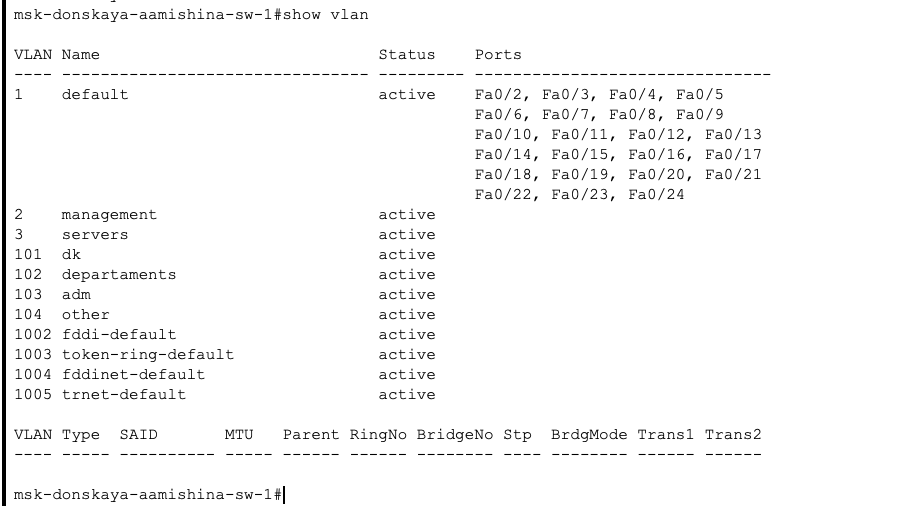 msk-donskaya-aamishina-sw-1#show vlan
VLAN Name                             Status    Ports
---- -------------------------------- --------- -------------------------------
1    default                          active    Fa0/2, Fa0/3, Fa0/4, Fa0/5
                                                Fa0/6, Fa0/7, Fa0/8, Fa0/9
                                                Fa0/10, Fa0/11, Fa0/12, Fa0/13
                                                Fa0/14, Fa0/15, Fa0/16, Fa0/17
                                                Fa0/18, Fa0/19, Fa0/20, Fa0/21
                                                Fa0/22, Fa0/23, Fa0/24
2    management                       active
3    servers                          active
101  dk                               active
102  departaments                     active
103  adm                              active
104  other                            active
1002 fddi-default                     active
1003 token-ring-default               active
1004 fddinet-default                  active
1005 trnet-default                    active
VLAN Type  SAID       MTU   Parent RingNo BridgeNo Stp  BrdgMode Trans1 Trans2
---- ----- ---------- ----- ------ ------ -------- ---- -------- ------ ------
msk-donskaya-aamishina-sw-1#